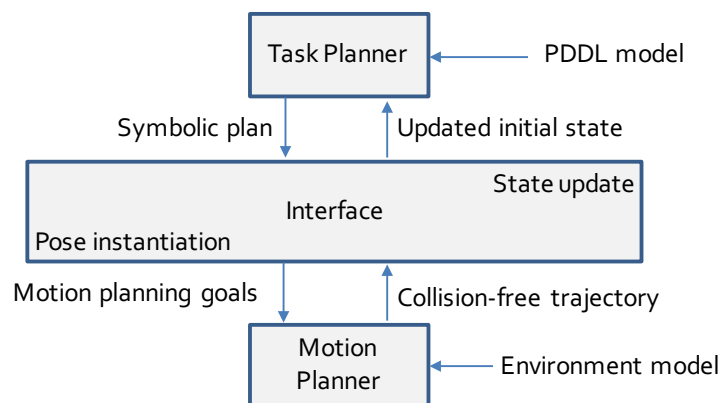 Task Planner
PDDL model
Symbolic plan
Updated initial state
State update
Interface
Pose instantiation
Motion planning goals
Collision-free trajectory
Motion
Planner
Environment model